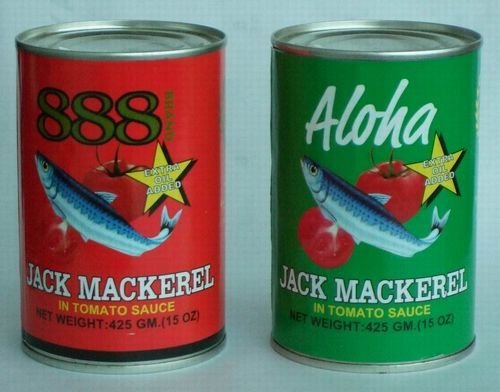 888
BRAND
EXTRA
OIL
ADDED
JACK MACKEREL
IN TOMATO SAUCE
NET WEIGHT:425 GM.(15 OZ)
Aloha
EXTRA
OIL
ADDED
JACK MACKEREL
IN TOMATO SAUCE
NET WEIGHT:425 GM.(15 OZ)